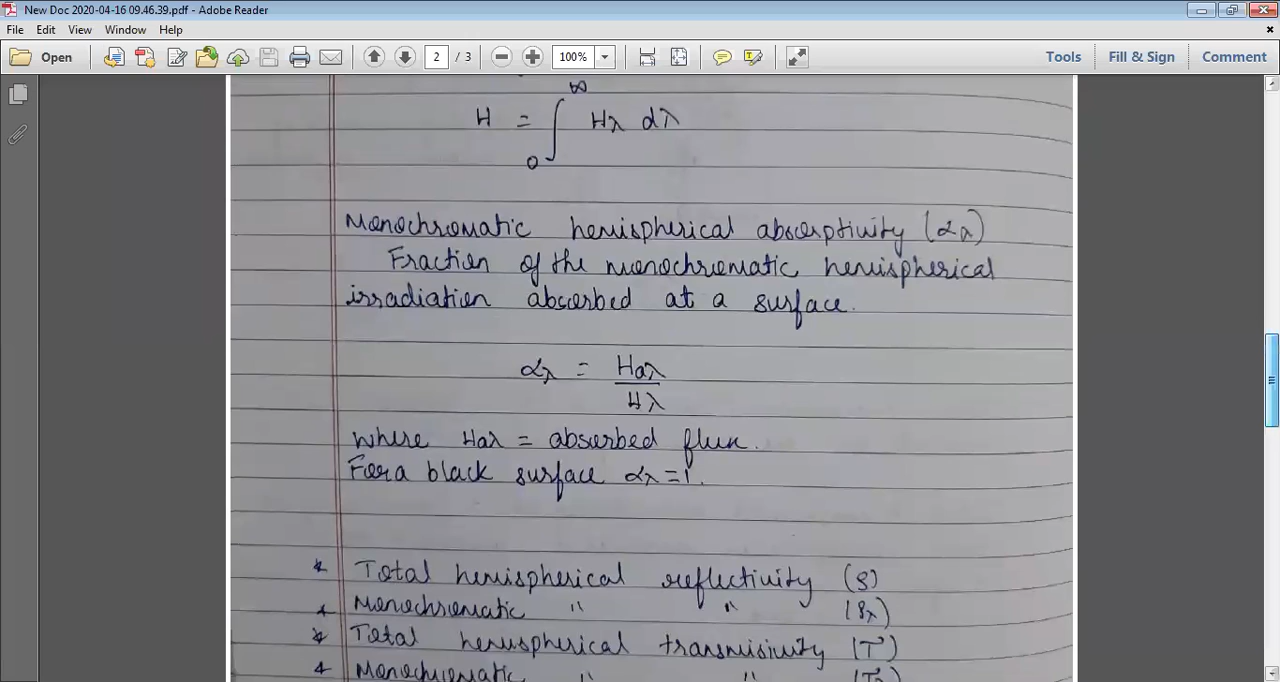 New Doc 2020-04-16 09.46.39.pdf - Adobe Reader
File Edit View Window Help
Open 2 / 3 100% Tools Fill & Sign Comment
∞
H = ∫ Hλ dλ
0
Monochromatic hemispherical absorptivity (αλ)
Fraction of the monochromatic hemispherical
irradiation absorbed at a surface.
αλ = Haλ
Hλ
where Haλ = absorbed flux.
For a black surface αλ = 1.
* Total hemispherical reflectivity (ρ)
* Monochromatic " " (ρλ)
* Total hemispherical transmisivity (τ)
* Monochromatic " " (τλ)